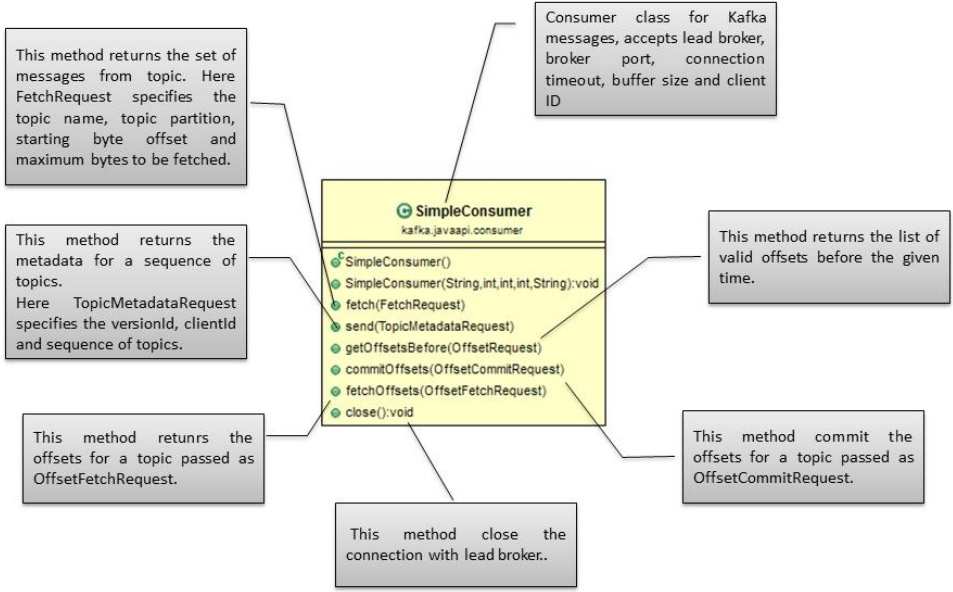 Consumer class for Kafka
messages, accepts lead broker,
broker port, connection
timeout, buffer size and client
ID
This method returns the set of
messages from topic. Here
FetchRequest specifies the
topic name, topic partition,
starting byte offset and
maximum bytes to be fetched.
This method returns the
metadata for a sequence of
topics.
Here TopicMetadataRequest
specifies the versionId, clientId
and sequence of topics.
C SimpleConsumer
kafka.javaapi.consumer
C SimpleConsumer()
SimpleConsumer(String,int,int,int,String):void
fetch(FetchRequest)
send(TopicMetadataRequest)
getOffsetsBefore(OffsetRequest)
commitOffsets(OffsetCommitRequest)
fetchOffsets(OffsetFetchRequest)
close():void
This method returns the list of
valid offsets before the given
time.
This method retunrs the
offsets for a topic passed as
OffsetFetchRequest.
This method commit the
offsets for a topic passed as
OffsetCommitRequest.
This method close the
connection with lead broker..